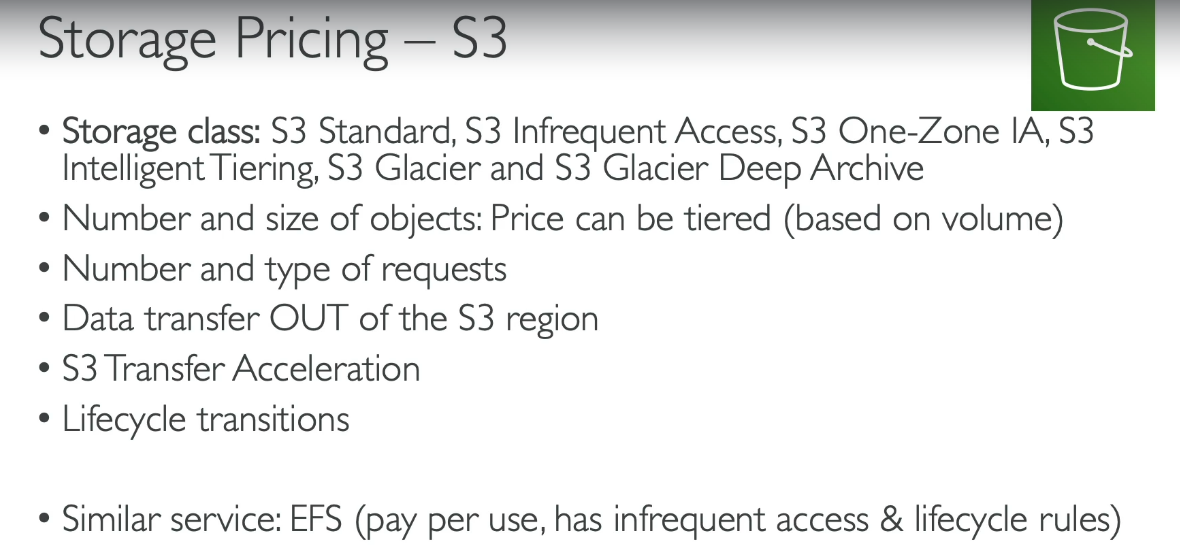 Storage Pricing – S3
• Storage class: S3 Standard, S3 Infrequent Access, S3 One-Zone IA, S3
Intelligent Tiering, S3 Glacier and S3 Glacier Deep Archive
• Number and size of objects: Price can be tiered (based on volume)
• Number and type of requests
• Data transfer OUT of the S3 region
• S3 Transfer Acceleration
• Lifecycle transitions
• Similar service: EFS (pay per use, has infrequent access & lifecycle rules)